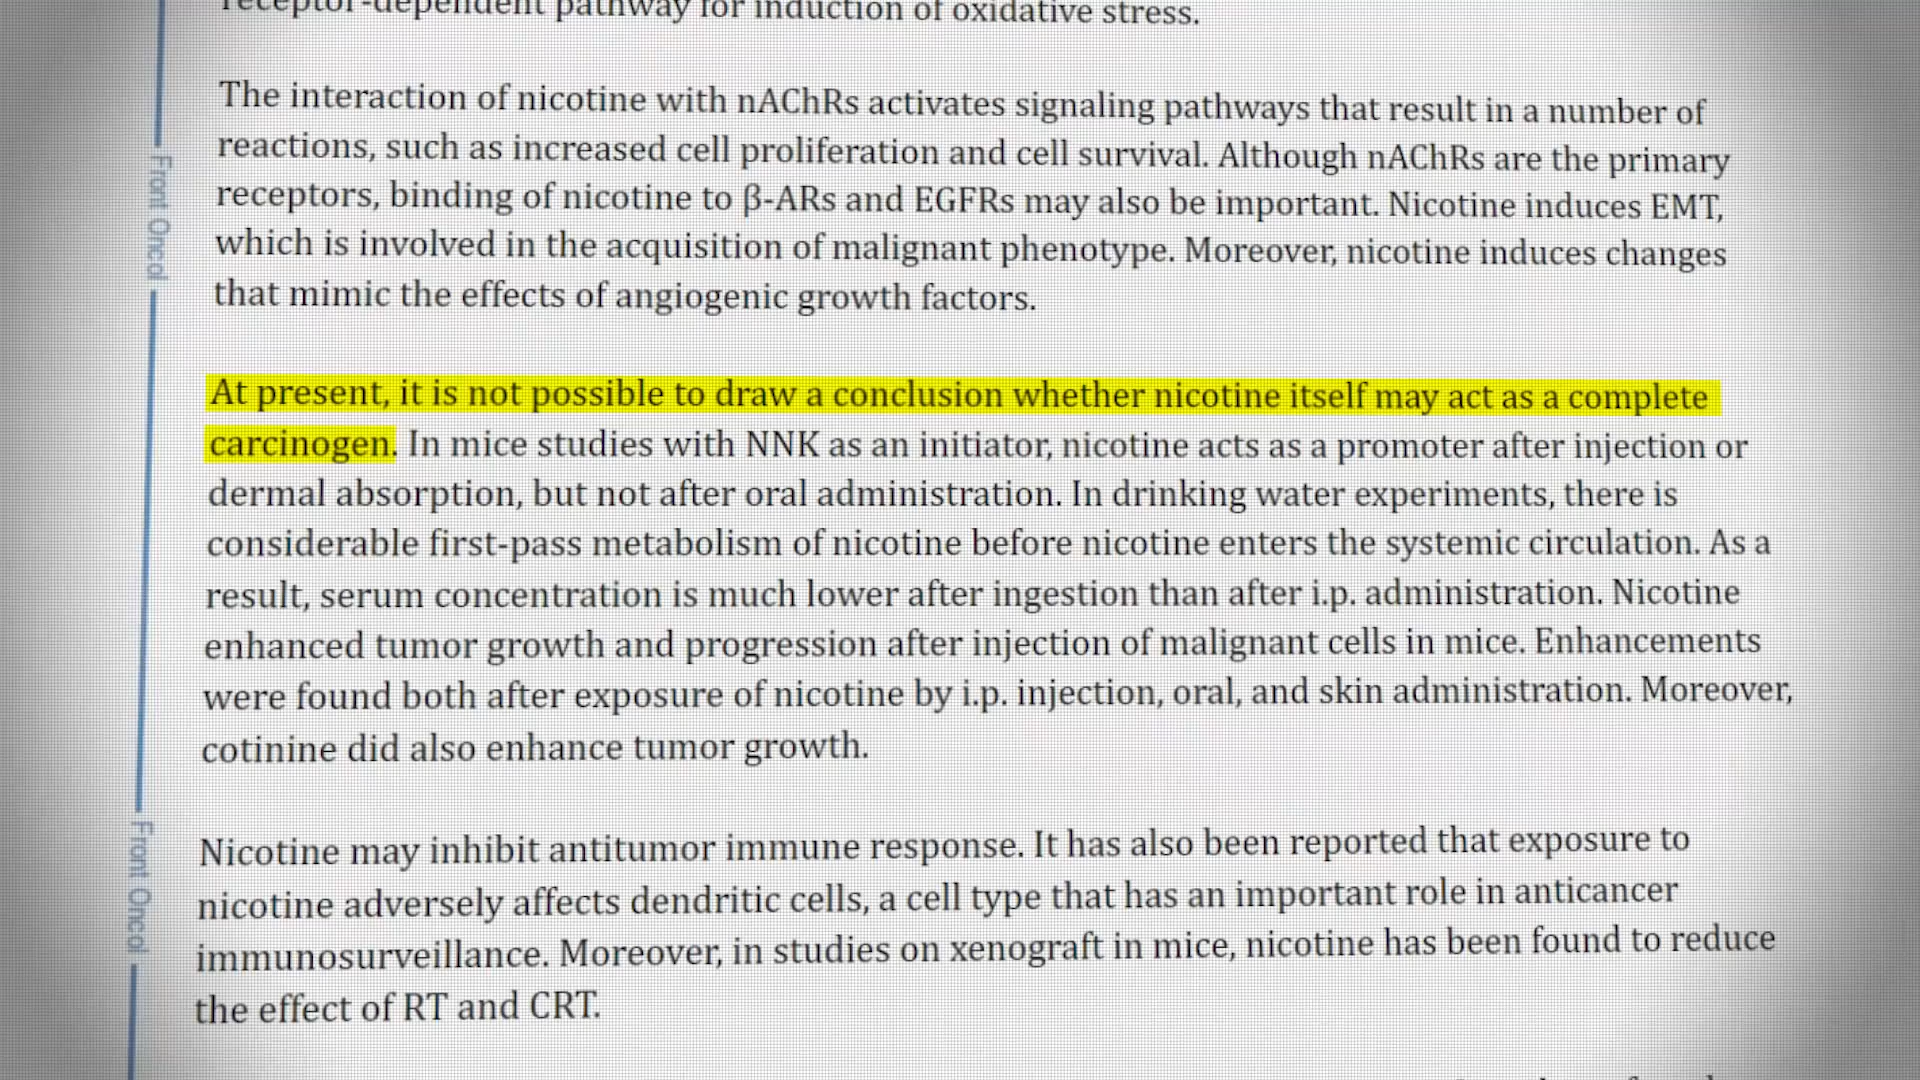 receptor-dependent pathway for induction of oxidative stress.
The interaction of nicotine with nAChRs activates signaling pathways that result in a number of
reactions, such as increased cell proliferation and cell survival. Although nAChRs are the primary
receptors, binding of nicotine to β-ARs and EGFRs may also be important. Nicotine induces EMT,
which is involved in the acquisition of malignant phenotype. Moreover, nicotine induces changes
that mimic the effects of angiogenic growth factors.
At present, it is not possible to draw a conclusion whether nicotine itself may act as a complete
carcinogen. In mice studies with NNK as an initiator, nicotine acts as a promoter after injection or
dermal absorption, but not after oral administration. In drinking water experiments, there is
considerable first-pass metabolism of nicotine before nicotine enters the systemic circulation. As a
result, serum concentration is much lower after ingestion than after i.p. administration. Nicotine
enhanced tumor growth and progression after injection of malignant cells in mice. Enhancements
were found both after exposure of nicotine by i.p. injection, oral, and skin administration. Moreover,
cotinine did also enhance tumor growth.
Nicotine may inhibit antitumor immune response. It has also been reported that exposure to
nicotine adversely affects dendritic cells, a cell type that has an important role in anticancer
immunosurveillance. Moreover, in studies on xenograft in mice, nicotine has been found to reduce
the effect of RT and CRT.
Front Oncol
Front Oncol